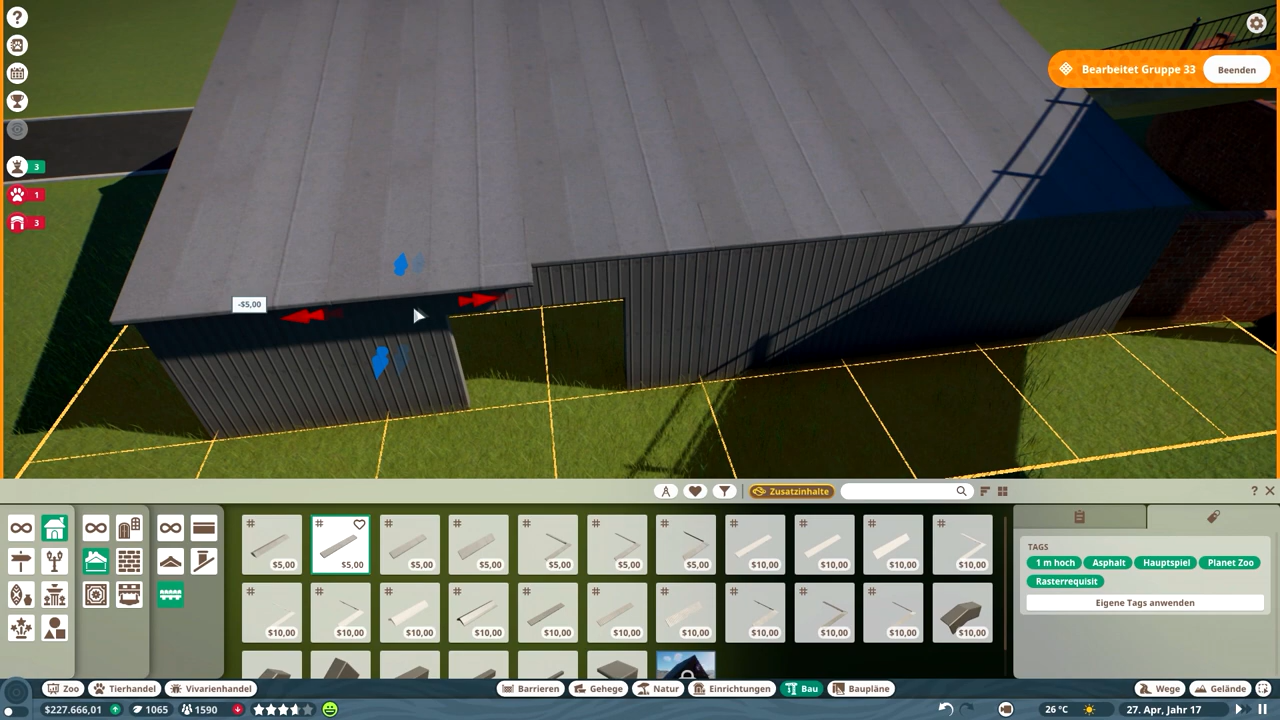 ?
Bearbeitet Gruppe 33
Beenden
3
1
3
-$5,00
Zusatzinhalte
? ×
$5,00 $5,00 $5,00 $5,00 $5,00 $5,00 $5,00 $10,00 $10,00 $10,00 $10,00
$10,00 $10,00 $10,00 $10,00 $10,00 $10,00 $10,00 $10,00 $10,00 $10,00 $10,00
TAGS
1 m hoch Asphalt Hauptspiel Planet Zoo
Rasterrequisit
Eigene Tags anwenden
Zoo Tierhandel Vivarienhandel Barrieren Gehege Natur Einrichtungen Bau Baupläne Wege Gelände
$227.666,01 1065 1590 26 °C 27. Apr, Jahr 17